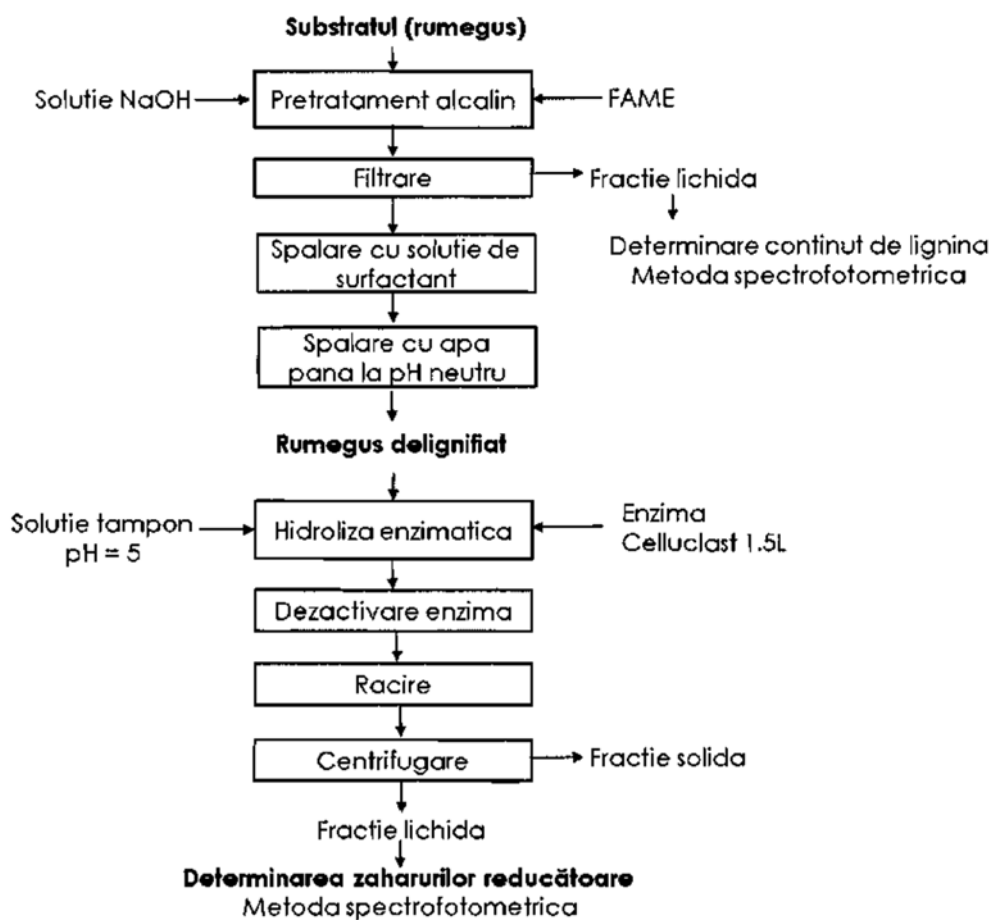 Substratul (rumegus)
Solutie NaOH
Pretratament alcalin
FAME
Filtrare
Fractie lichida
Determinare continut de lignina
Metoda spectrofotometrica
Spalare cu solutie de
surfactant
Spalare cu apa
pana la pH neutru
Rumegus delignifiat
Solutie tampon
pH = 5
Hidroliza enzimatica
Enzima
Celluclast 1.5L
Dezactivare enzima
Racire
Centrifugare
Fractie solida
Fractie lichida
Determinarea zaharurilor reducătoare
Metoda spectrofotometrica